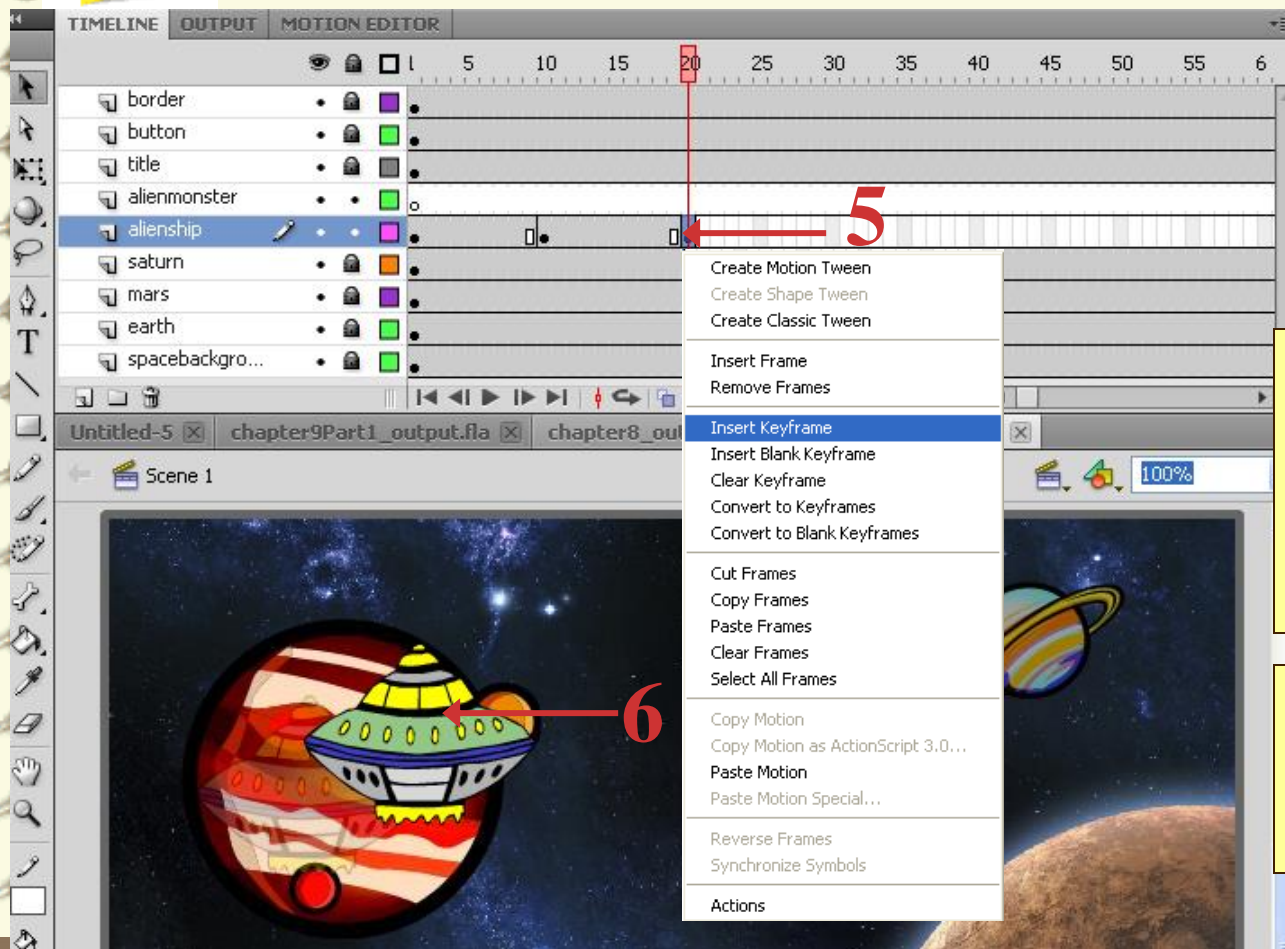 TIMELINE OUTPUT MOTION EDITOR
5 10 15 20 25 30 35 40 45 50 55 6
border
button
title
alienmonster
alienship
5
saturn
mars
earth
spacebackgro...
Create Motion Tween
Create Shape Tween
Create Classic Tween
Insert Frame
Remove Frames
Insert Keyframe
Insert Blank Keyframe
Clear Keyframe
Convert to Keyframes
Convert to Blank Keyframes
Cut Frames
Copy Frames
Paste Frames
Clear Frames
Select All Frames
Copy Motion
Copy Motion as ActionScript 3.0...
Paste Motion
Paste Motion Special...
Reverse Frames
Synchronize Symbols
Actions
Untitled-5 chapter9Part1_output.fla chapter8_ou
Scene 1 100%
6